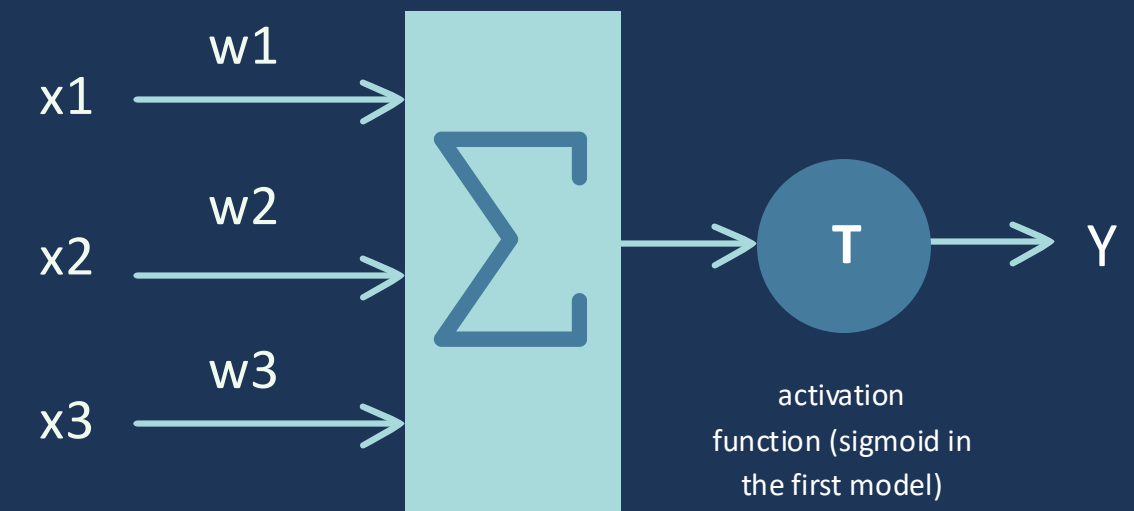 w1
x1
w2
x2
w3
x3
Σ
T
Y
activation
function (sigmoid in
the first model)